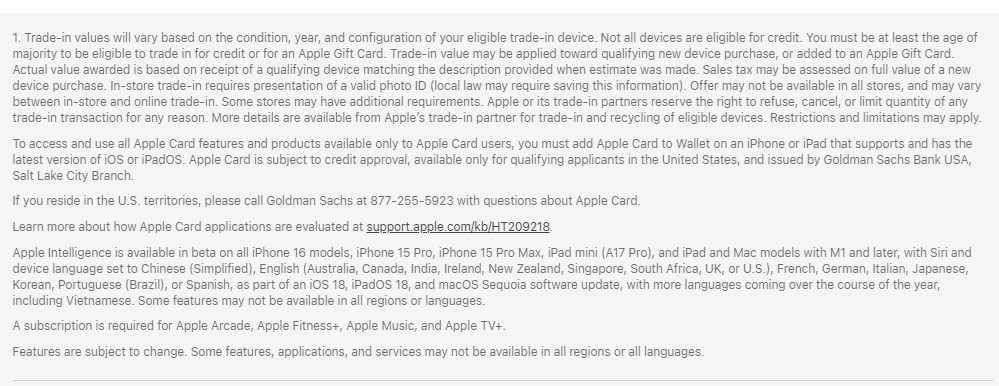 1. Trade-in values will vary based on the condition, year, and configuration of your eligible trade-in device. Not all devices are eligible for credit. You must be at least the age of
majority to be eligible to trade in for credit or for an Apple Gift Card. Trade-in value may be applied toward qualifying new device purchase, or added to an Apple Gift Card.
Actual value awarded is based on receipt of a qualifying device matching the description provided when estimate was made. Sales tax may be assessed on full value of a new
device purchase. In-store trade-in requires presentation of a valid photo ID (local law may require saving this information). Offer may not be available in all stores, and may vary
between in-store and online trade-in. Some stores may have additional requirements. Apple or its trade-in partners reserve the right to refuse, cancel, or limit quantity of any
trade-in transaction for any reason. More details are available from Apple's trade-in partner for trade-in and recycling of eligible devices. Restrictions and limitations may apply.
To access and use all Apple Card features and products available only to Apple Card users, you must add Apple Card to Wallet on an iPhone or iPad that supports and has the
latest version of iOS or iPadOS. Apple Card is subject to credit approval, available only for qualifying applicants in the United States, and issued by Goldman Sachs Bank USA,
Salt Lake City Branch.
If you reside in the U.S. territories, please call Goldman Sachs at 877-255-5923 with questions about Apple Card.
Learn more about how Apple Card applications are evaluated at support.apple.com/kb/HT209218.
Apple Intelligence is available in beta on all iPhone 16 models, iPhone 15 Pro, iPhone 15 Pro Max, iPad mini (A17 Pro), and iPad and Mac models with M1 and later, with Siri and
device language set to Chinese (Simplified), English (Australia, Canada, India, Ireland, New Zealand, Singapore, South Africa, UK, or U.S.), French, German, Italian, Japanese,
Korean, Portuguese (Brazil), or Spanish, as part of an iOS 18, iPadOS 18, and macOS Sequoia software update, with more languages coming over the course of the year,
including Vietnamese. Some features may not be available in all regions or languages.
A subscription is required for Apple Arcade, Apple Fitness+, Apple Music, and Apple TV+.
Features are subject to change. Some features, applications, and services may not be available in all regions or all languages.